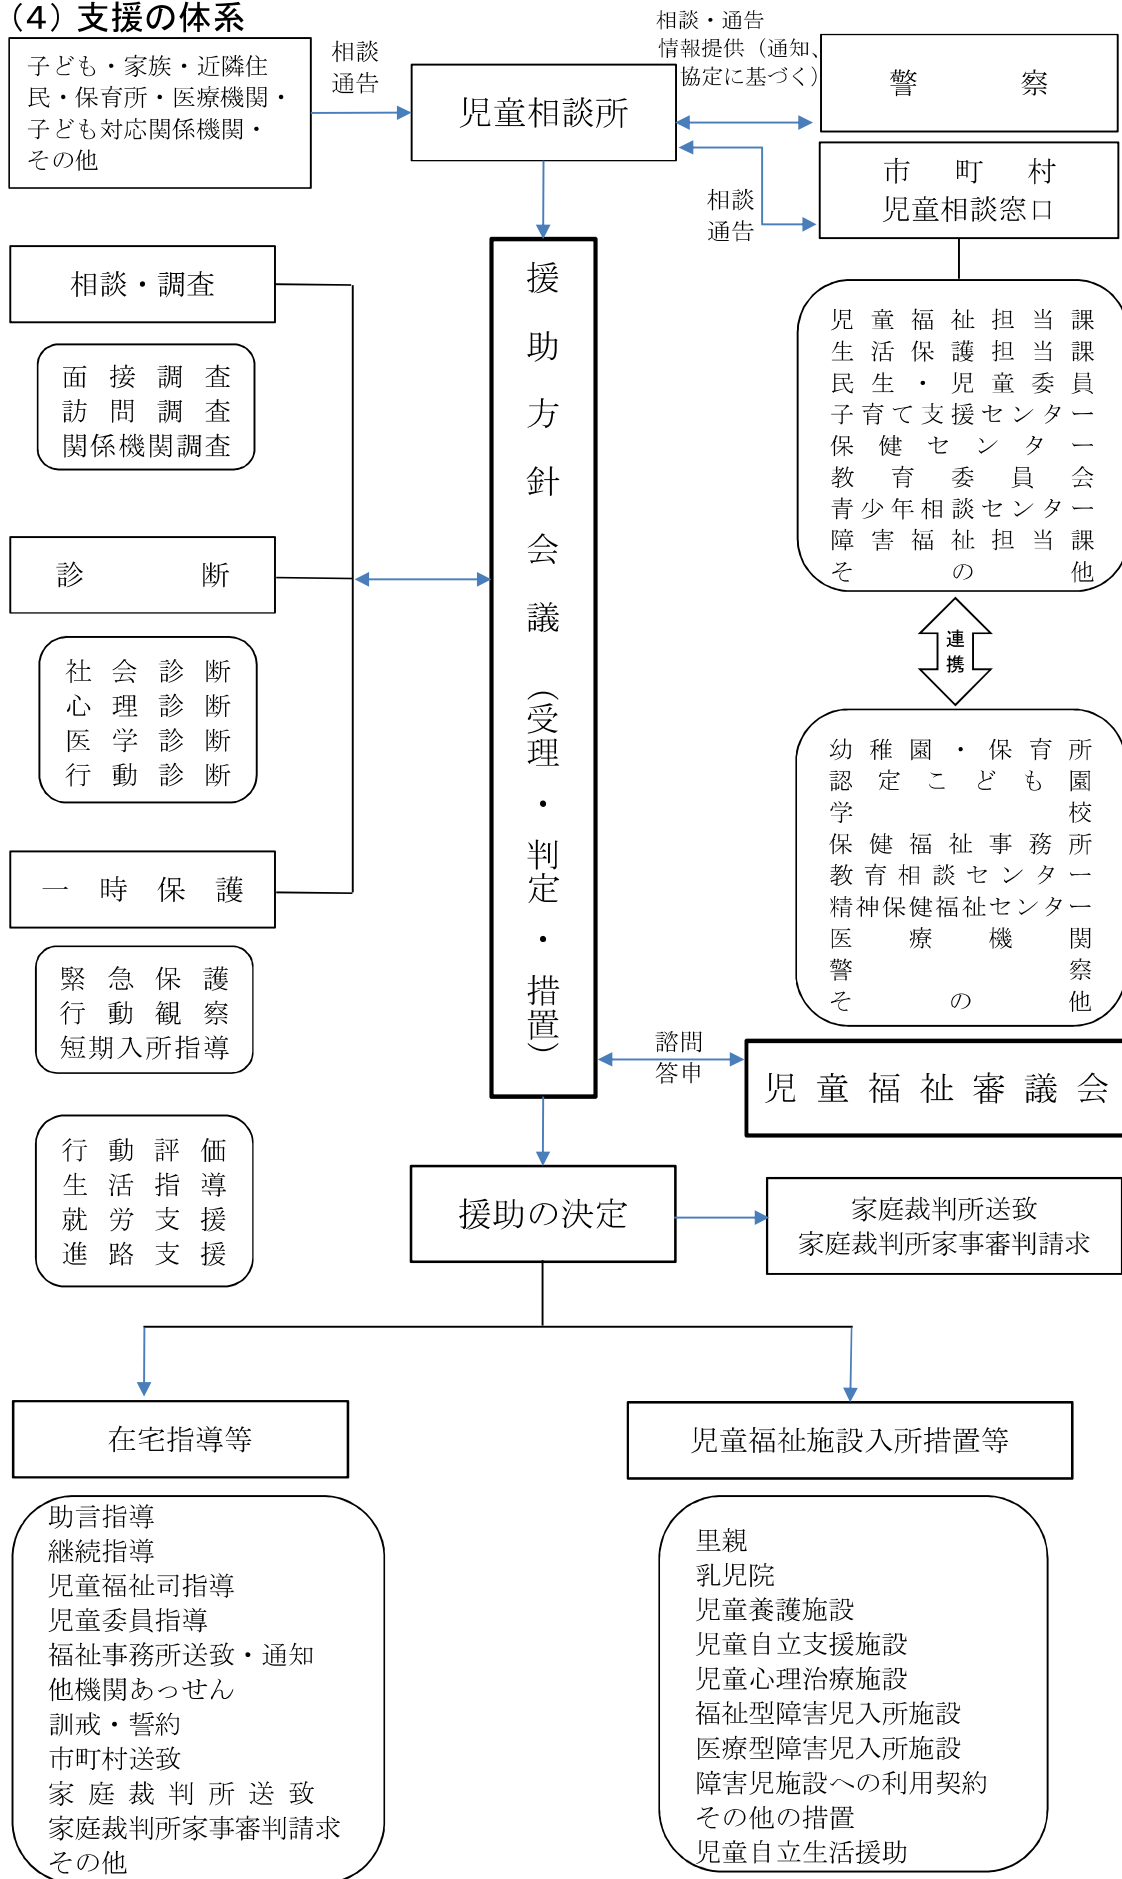 (4) 支援の体系
子ども・家族・近隣住
民・保育所・医療機関・
子ども対応関係機関・
その他
相談
通告
児童相談所
相談・通告
情報提供（通知、
協定に基づく）
警察
市町村
児童相談窓口
相談
通告
児童福祉担当課
生活保護担当課
民生・児童委員
子育て支援センター
保健センター
教育委員会
青少年相談センター
障害福祉担当課
その他
連
携
幼稚園・保育所
認定こども園
学校
保健福祉事務所
教育相談センター
精神保健福祉センター
医療機関
警察
その他
相談・調査
面接調査
訪問調査
関係機関調査
診断
社会診断
心理診断
医学診断
行動診断
一時保護
緊急保護
行動観察
短期入所指導
行動評価
生活指導
就労支援
進路支援
援助方針会議（受理・判定・措置）
諮問
答申
児童福祉審議会
援助の決定
家庭裁判所送致
家庭裁判所家事審判請求
在宅指導等
助言指導
継続指導
児童福祉司指導
児童委員指導
福祉事務所送致・通知
他機関あっせん
訓戒・誓約
市町村送致
家庭裁判所送致
家庭裁判所家事審判請求
その他
児童福祉施設入所措置等
里親
乳児院
児童養護施設
児童自立支援施設
児童心理治療施設
福祉型障害児入所施設
医療型障害児入所施設
障害児施設への利用契約
その他の措置
児童自立生活援助